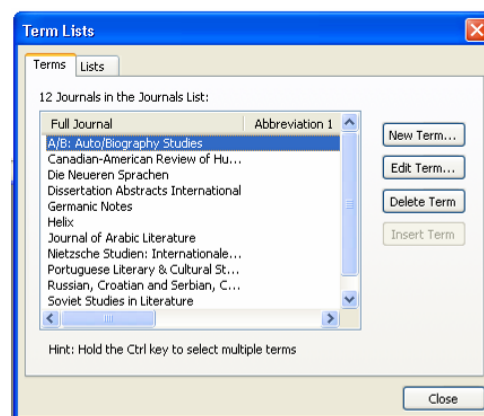 Term Lists
Terms Lists
12 Journals in the Journals List:
Full Journal Abbreviation 1
A/B: Auto/Biography Studies
Canadian-American Review of Hu...
Die Neueren Sprachen
Dissertation Abstracts International
Germanic Notes
Helix
Journal of Arabic Literature
Nietzsche Studien: Internationale...
Portuguese Literary & Cultural St...
Russian, Croatian and Serbian, C...
Soviet Studies in Literature
New Term...
Edit Term...
Delete Term
Insert Term
Hint: Hold the Ctrl key to select multiple terms
Close